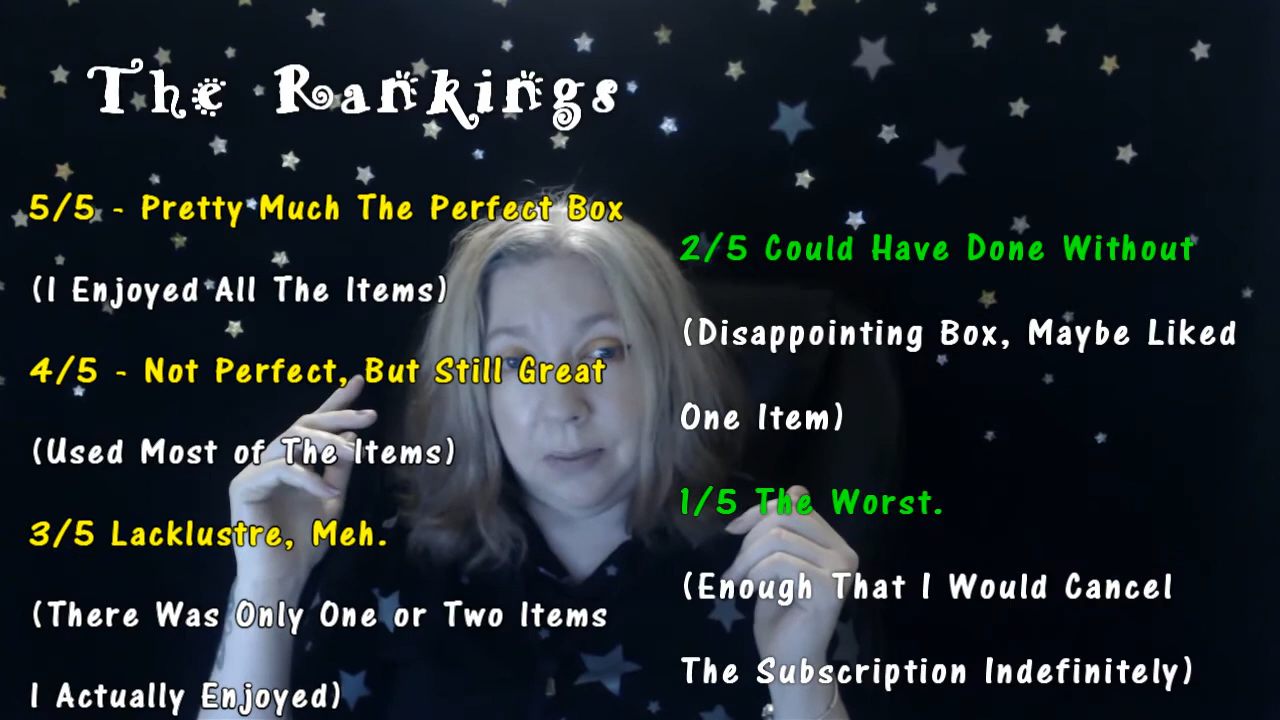 The Rankings
5/5 - Pretty Much The Perfect Box
(I Enjoyed All The Items)
4/5 - Not Perfect, But Still Great
(Used Most of The Items)
3/5 Lacklustre, Meh.
(There Was Only One or Two Items
I Actually Enjoyed)
2/5 Could Have Done Without
(Disappointing Box, Maybe Liked
One Item)
1/5 The Worst.
(Enough That I Would Cancel
The Subscription Indefinitely)